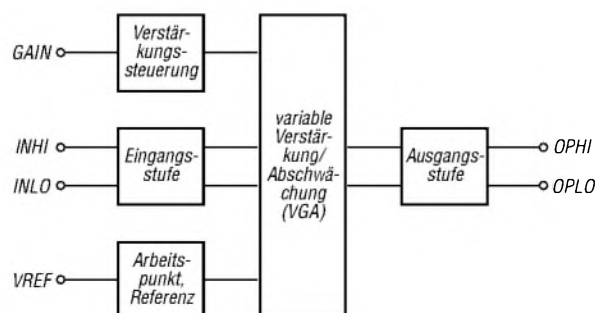 GAIN
Verstär-
kungs-
steuerung
INHI
INLO
Eingangs-
stufe
variable
Verstär-
kung/
Abschwä-
chung
(VGA)
Ausgangs-
stufe
OPHI
OPLO
VREF
Arbeits-
punkt,
Referenz